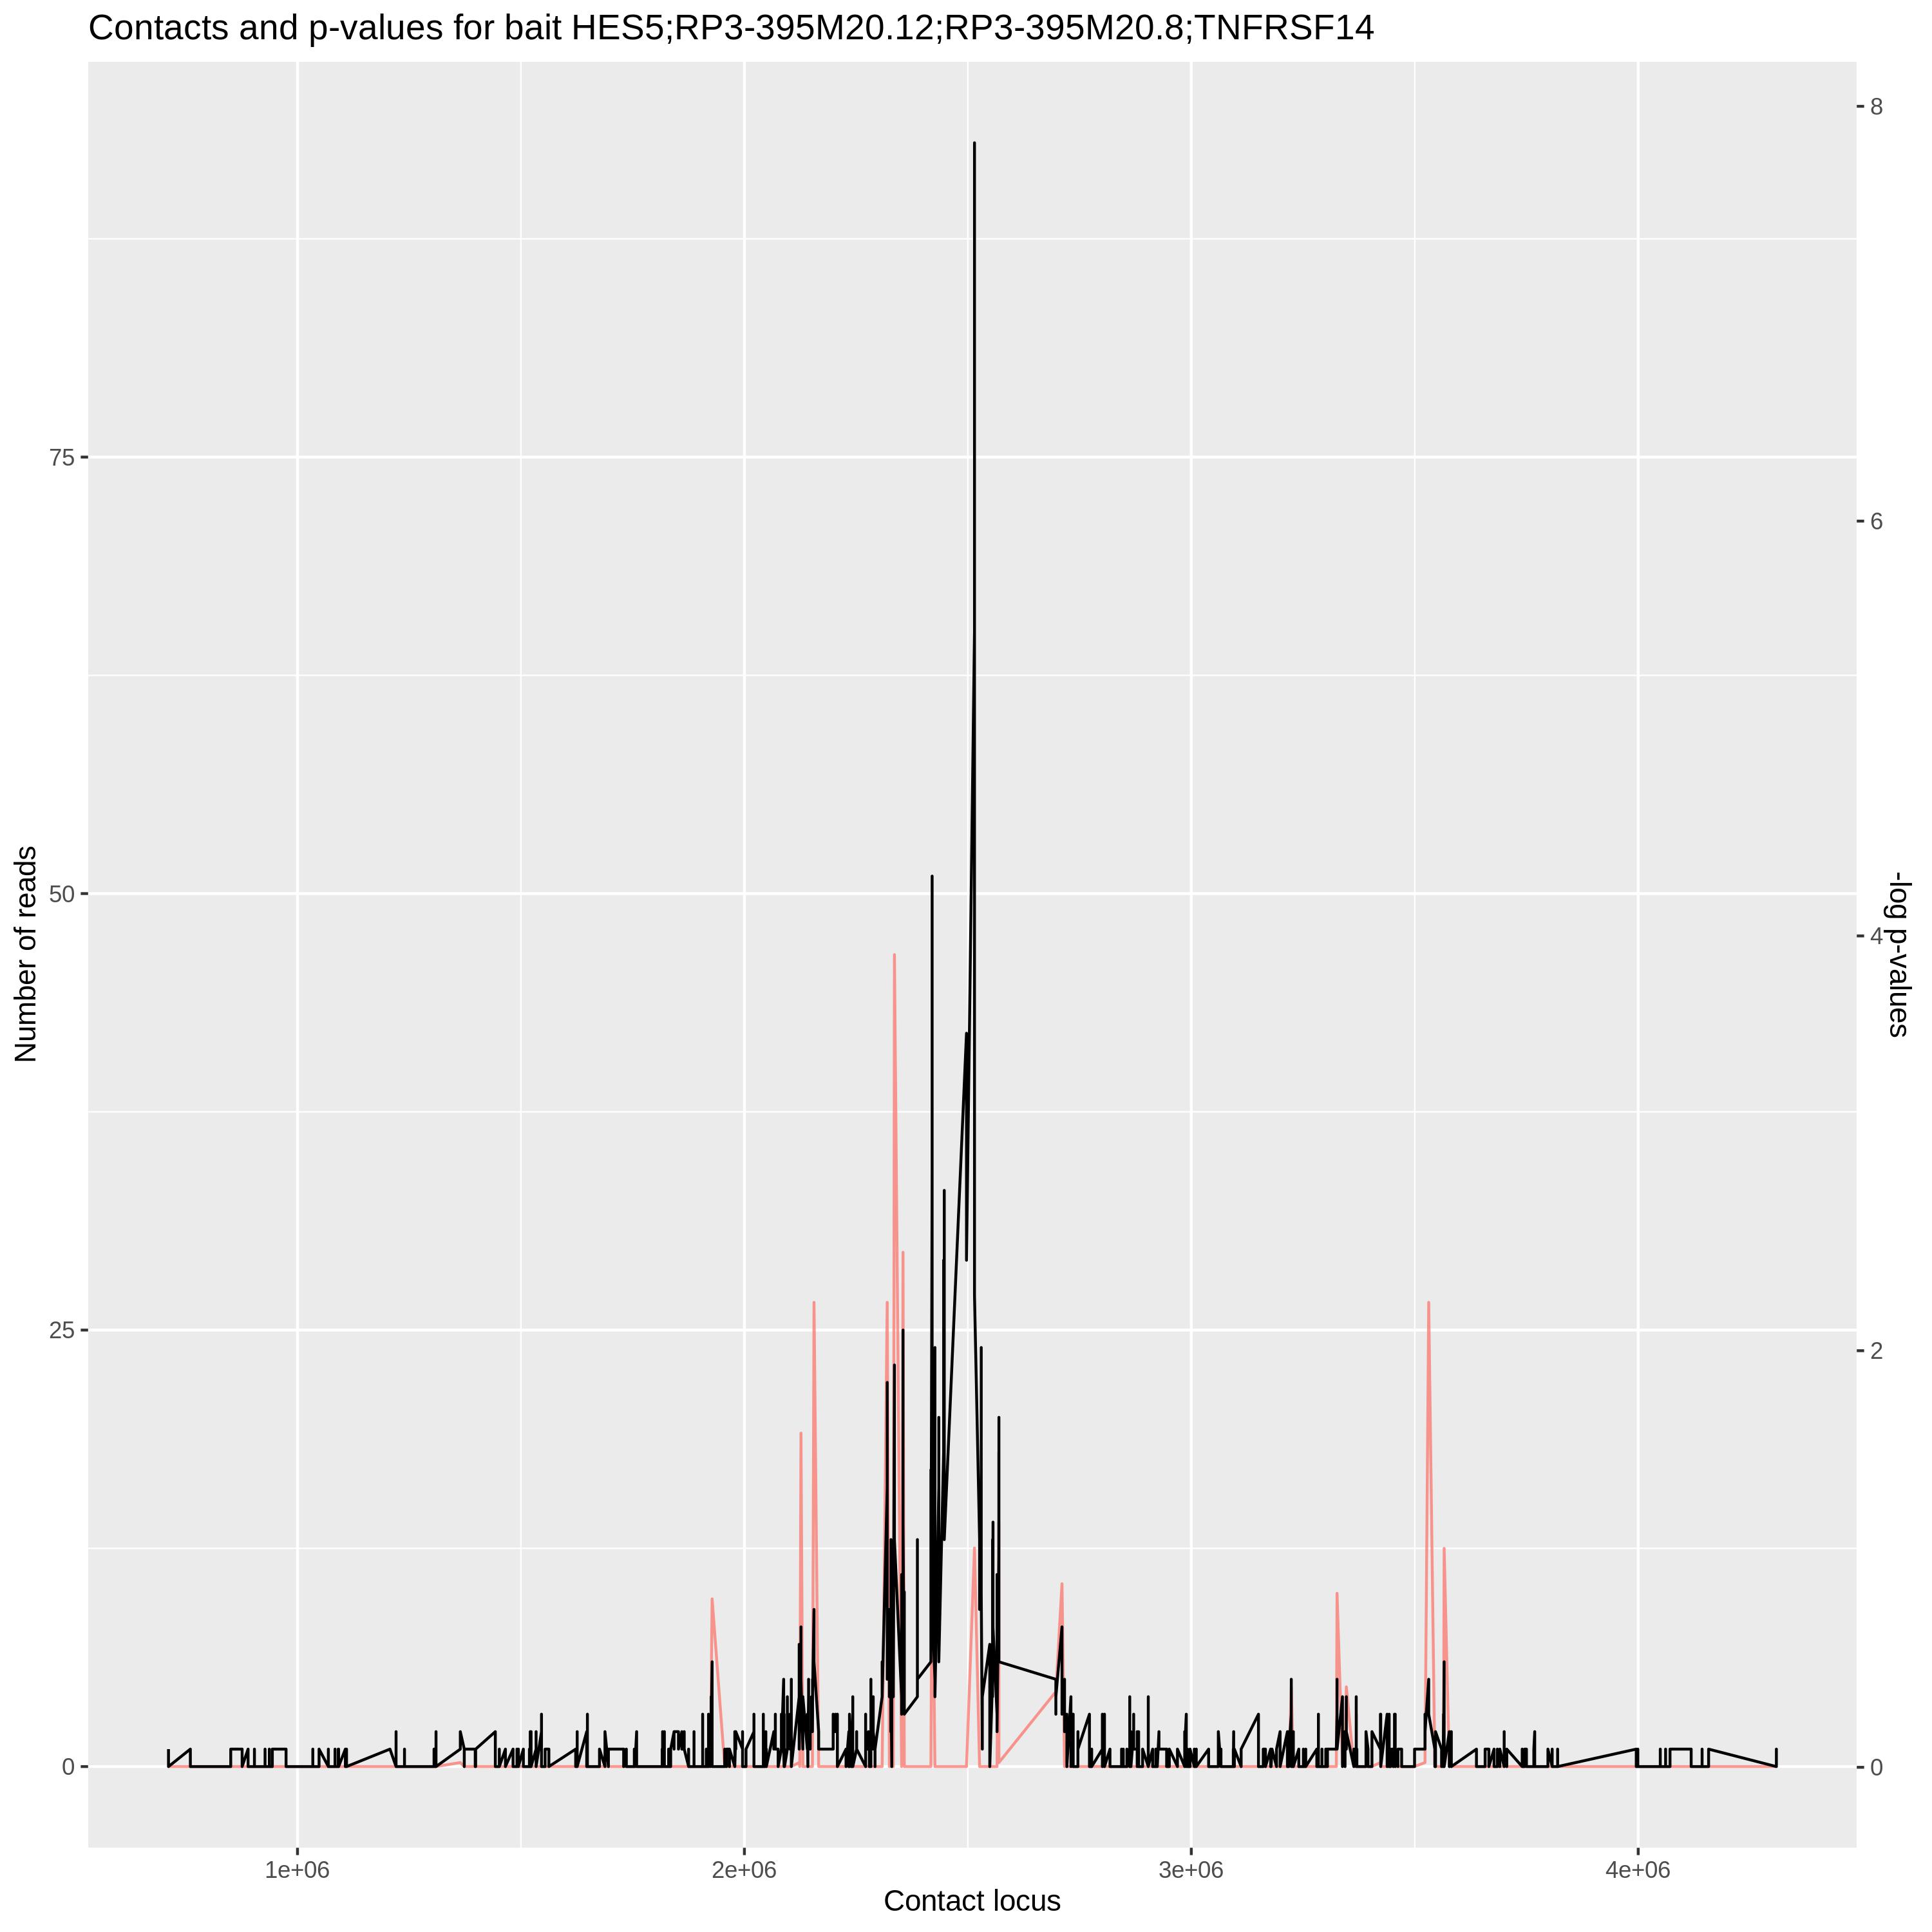 Contacts and p-values for bait HES5;RP3-395M20.12;RP3-395M20.8;TNFRSF14
8
75
6
50
4
Number of reads
-log p-values
25
2
0
0
1e+06
2e+06
3e+06
4e+06
Contact locus